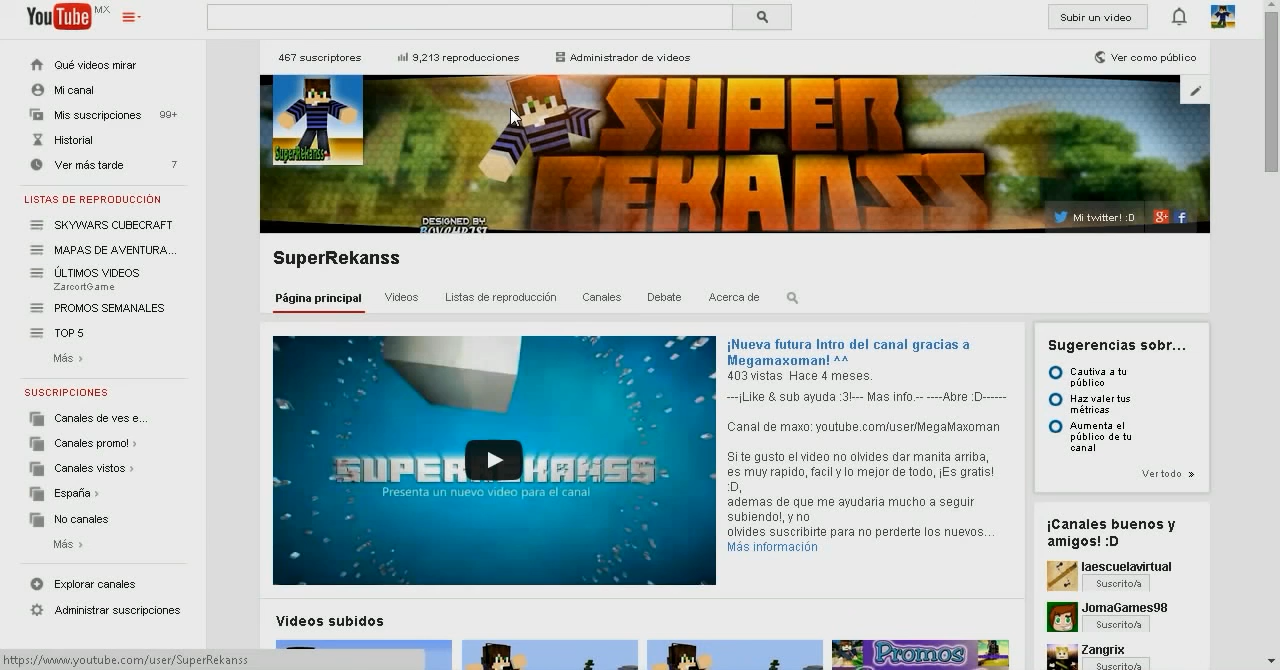 YouTube MX
Subir un video
Qué videos mirar
Mi canal
Mis suscripciones 99+
Historial
Ver más tarde 7
LISTAS DE REPRODUCCIÓN
SKYWARS CUBECRAFT
MAPAS DE AVENTURA...
ÚLTIMOS VIDEOS
ZarcortGame
PROMOS SEMANALES
TOP 5
Más ›
SUSCRIPCIONES
Canales de ves e...
Canales promo! ›
Canales vistos ›
España ›
No canales
Más ›
Explorar canales
Administrar suscripciones
https://www.youtube.com/user/SuperRekanss
467 suscriptores
9,213 reproducciones
Administrador de videos
Ver como público
SuperRekanss
SUPER
REKANSS
DESIGNED BY
BOVCHRIST
Mi twitter! :D
SuperRekanss
Página principal
Videos
Listas de reproducción
Canales
Debate
Acerca de
SUPERREKANSS
Presenta un nuevo video para el canal
¡Nueva futura Intro del canal gracias a
Megamaxoman! ^^
403 vistas Hace 4 meses.
---¡Like & sub ayuda :3!--- Mas info.-- ----Abre :D------
Canal de maxo: youtube.com/user/MegaMaxoman
Si te gusto el video no olvides dar manita arriba,
es muy rapido, facil y lo mejor de todo, ¡Es gratis!
:D,
ademas de que me ayudaria mucho a seguir
subiendo!, y no
olvides suscribirte para no perderte los nuevos...
Más información
Videos subidos
Promos
Sugerencias sobr...
Cautiva a tu
público
Haz valer tus
métricas
Aumenta el
público de tu
canal
Ver todo »
¡Canales buenos y
amigos! :D
laescuelavirtual
Suscrito/a
JomaGames98
Suscrito/a
Zangrix
Suscrito/a